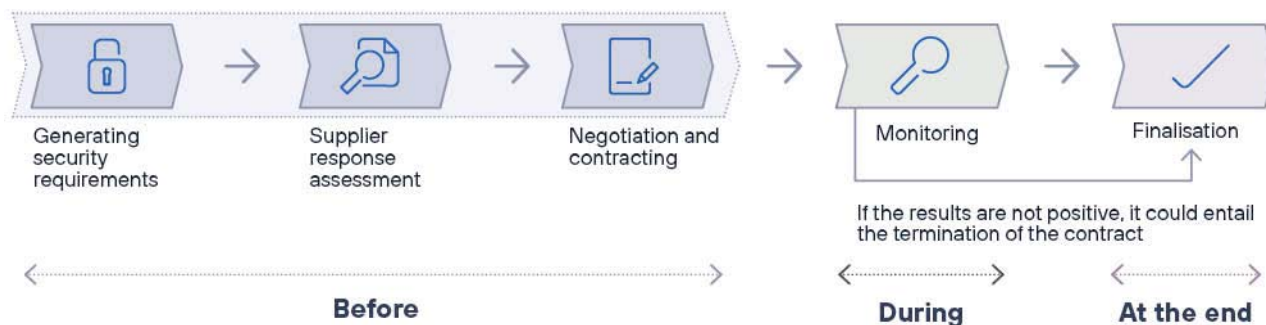 Generating
security
requirements
Supplier
response
assessment
Negotiation and
contracting
Monitoring
Finalisation
If the results are not positive, it could entail
the termination of the contract
Before
During
At the end